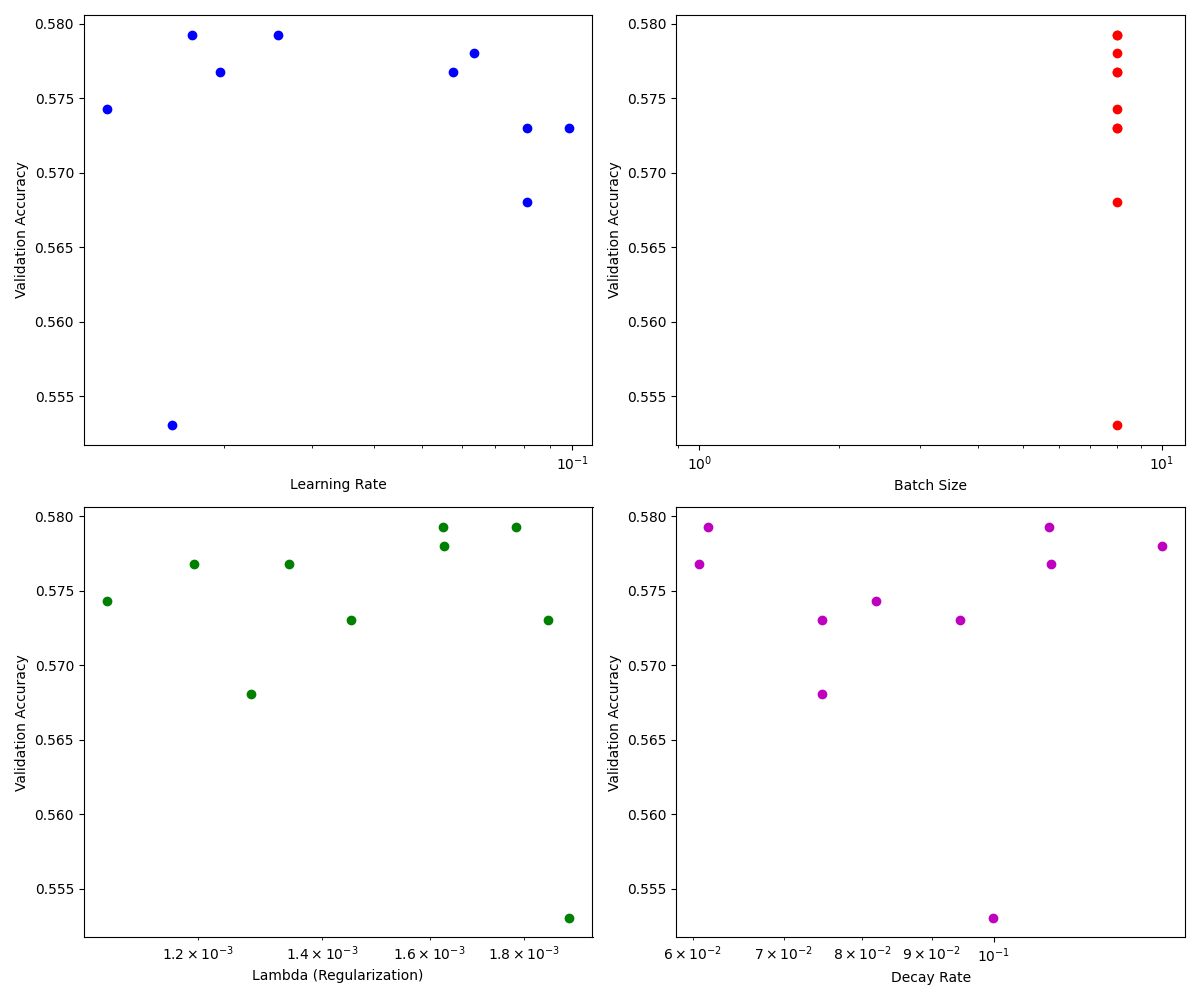 0.580
0.575
0.570
0.565
0.560
0.555
Validation Accuracy
10⁻¹
Learning Rate
0.580
0.575
0.570
0.565
0.560
0.555
Validation Accuracy
10⁰ 10¹
Batch Size
0.580
0.575
0.570
0.565
0.560
0.555
Validation Accuracy
1.2 × 10⁻³ 1.4 × 10⁻³ 1.6 × 10⁻³ 1.8 × 10⁻³
Lambda (Regularization)
0.580
0.575
0.570
0.565
0.560
0.555
Validation Accuracy
6 × 10⁻² 7 × 10⁻² 8 × 10⁻² 9 × 10⁻² 10⁻¹
Decay Rate